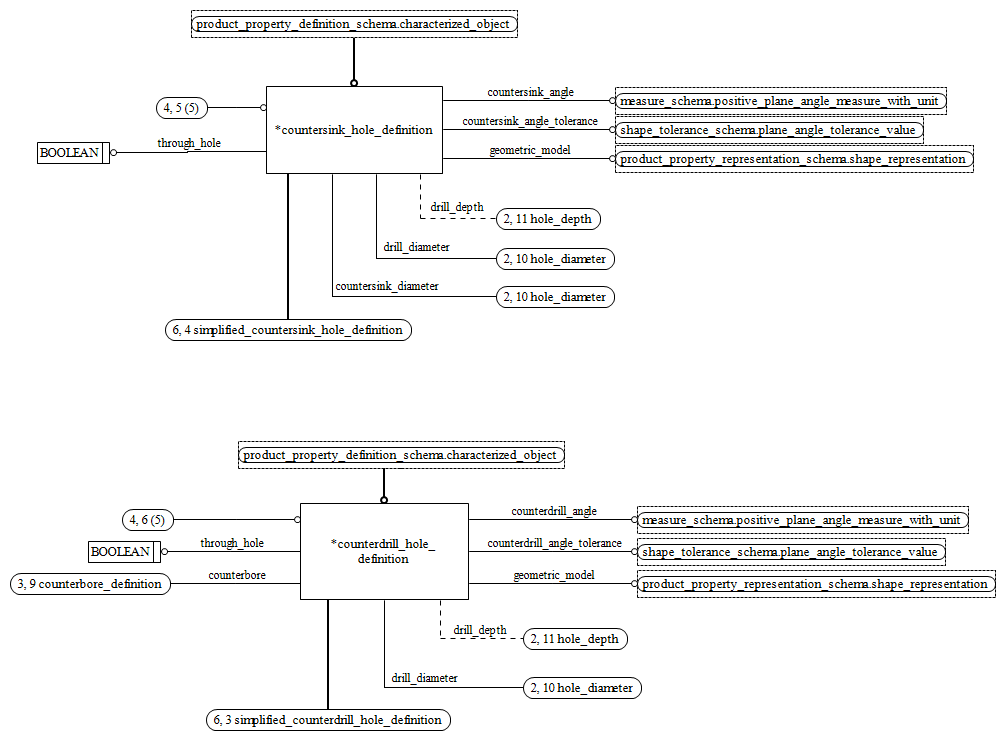 product_property_definition_schema.characterized_object
countersink_angle
4, 5 (5)
measure_schema.positive_plane_angle_measure_with_unit
*countersink_hole_definition
countersink_angle_tolerance
shape_tolerance_schema.plane_angle_tolerance_value
through_hole
BOOLEAN
geometric_model
product_property_representation_schema.shape_representation
drill_depth
2, 11 hole_depth
drill_diameter
2, 10 hole_diameter
countersink_diameter
2, 10 hole_diameter
6, 4 simplified_countersink_hole_definition
product_property_definition_schema.characterized_object
counterdrill_angle
4, 6 (5)
measure_schema.positive_plane_angle_measure_with_unit
through_hole
BOOLEAN
*counterdrill_hole_
definition
counterdrill_angle_tolerance
shape_tolerance_schema.plane_angle_tolerance_value
counterbore
3, 9 counterbore_definition
geometric_model
product_property_representation_schema.shape_representation
drill_depth
2, 11 hole_depth
drill_diameter
2, 10 hole_diameter
6, 3 simplified_counterdrill_hole_definition